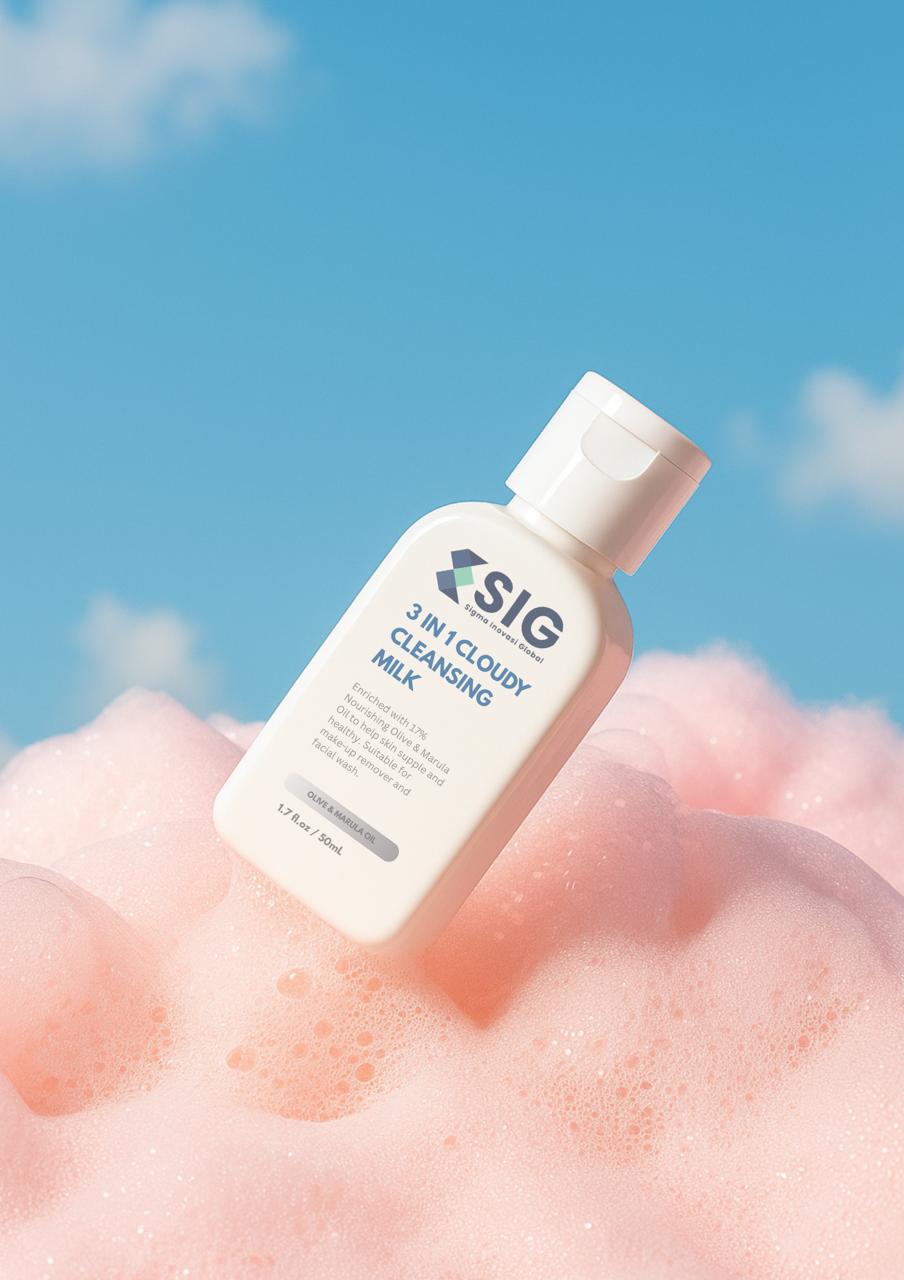 SIG
Sigma Inovasi Global
3 IN 1 CLOUDY
CLEANSING
MILK
Enriched with 17%
Nourishing Olive & Marula
Oil to help skin supple and
healthy. Suitable for
make-up remover and
facial wash.
OLIVE & MARULA OIL
1.7 fl.oz / 50mL